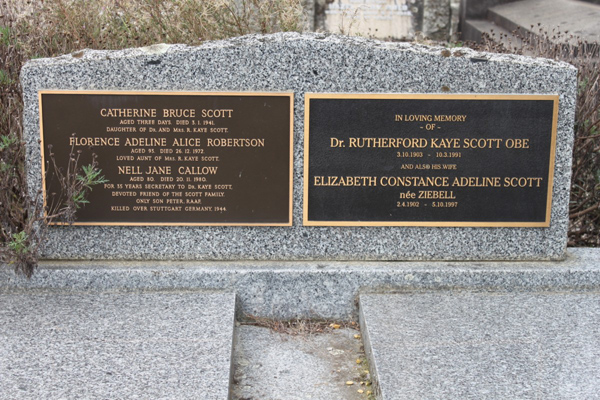 CATHERINE BRUCE SCOTT
AGED THREE DAYS. DIED 5.1.1941.
DAUGHTER OF DR. AND MRS. R. KAYE SCOTT.
FLORENCE ADELINE ALICE ROBERTSON
AGED 95. DIED 26.12.1972.
LOVED AUNT OF MRS. R. KAYE SCOTT.
NELL JANE CALLOW
AGED 80. DIED 20.11.1980.
FOR 55 YEARS SECRETARY TO DR. KAYE SCOTT,
DEVOTED FRIEND OF THE SCOTT FAMILY.
ONLY SON PETER, R.A.A.F.
KILLED OVER STUTTGART GERMANY. 1944
IN LOVING MEMORY
- OF -
Dr. RUTHERFORD KAYE SCOTT OBE
3.10.1903 - 10.3.1991
AND ALSO HIS WIFE
ELIZABETH CONSTANCE ADELINE SCOTT
née ZIEBELL
2.4.1902 - 5.10.1997